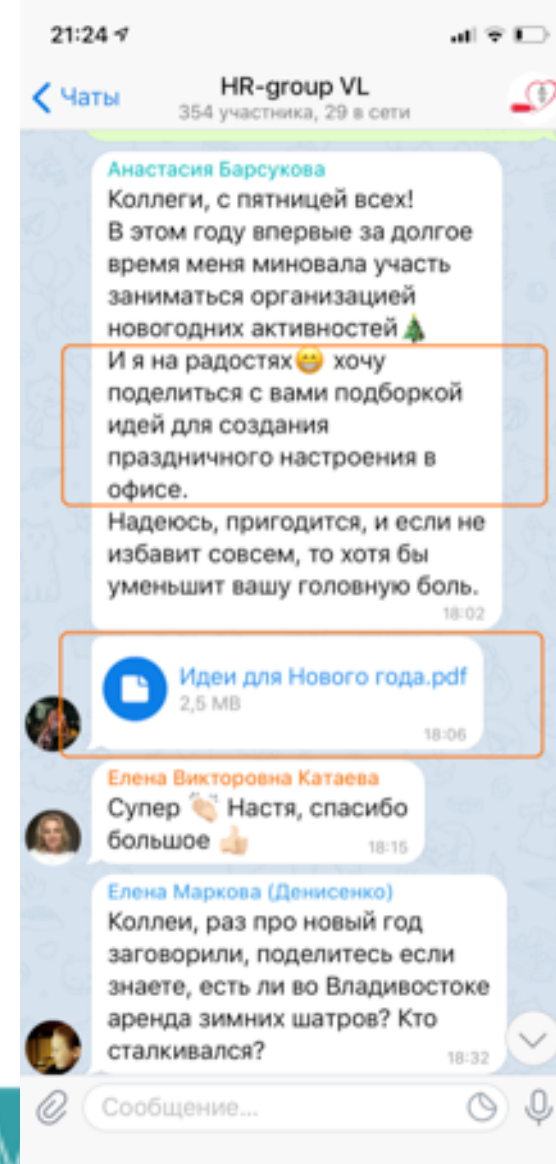 21:24
Чаты
HR-group VL
354 участника, 29 в сети
Анастасия Барсукова
Коллеги, с пятницей всех!
В этом году впервые за долгое
время меня миновала участь
заниматься организацией
новогодних активностей🎄
И я на радостях😁 хочу
поделиться с вами подборкой
идей для создания
праздничного настроения в
офисе.
Надеюсь, пригодится, и если не
избавит совсем, то хотя бы
уменьшит вашу головную боль.
18:02
Идеи для Нового года.pdf
2,5 MB
18:06
Елена Викторовна Катаева
Супер 👏🏻 Настя, спасибо
большое 👍🏻
18:15
Елена Маркова (Денисенко)
Коллеи, раз про новый год
заговорили, поделитесь если
знаете, есть ли во Владивостоке
аренда зимних шатров? Кто
сталкивался?
18:32
Сообщение...